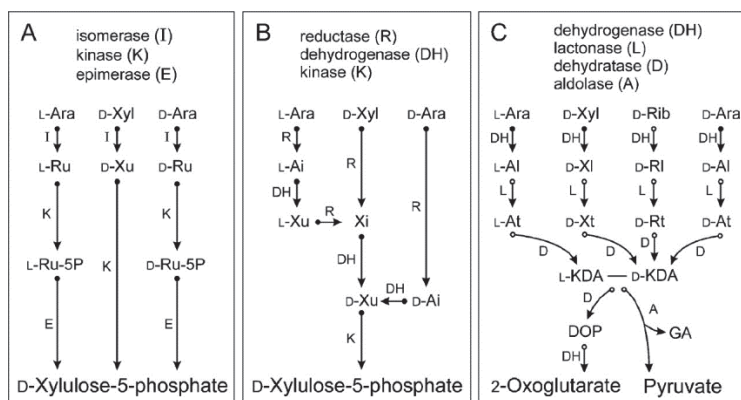 A
isomerase (I)
kinase (K)
epimerase (E)
L-Ara D-Xyl D-Ara
I I I
L-Ru D-Xu D-Ru
K K
L-Ru-5P D-Ru-5P
K
E E
D-Xylulose-5-phosphate
B
reductase (R)
dehydrogenase (DH)
kinase (K)
L-Ara D-Xyl D-Ara
R
L-Ai
R
DH
R
L-Xu R Xi
DH
DH
D-Xu D-Ai
K
D-Xylulose-5-phosphate
C
dehydrogenase (DH)
lactonase (L)
dehydratase (D)
aldolase (A)
L-Ara D-Xyl D-Rib D-Ara
DH DH DH DH
L-Al D-Xl D-Rl D-Al
L L L L
L-At D-Xt D-Rt D-At
D D D D
L-KDA D-KDA
D A
DOP GA
DH
2-Oxoglutarate Pyruvate